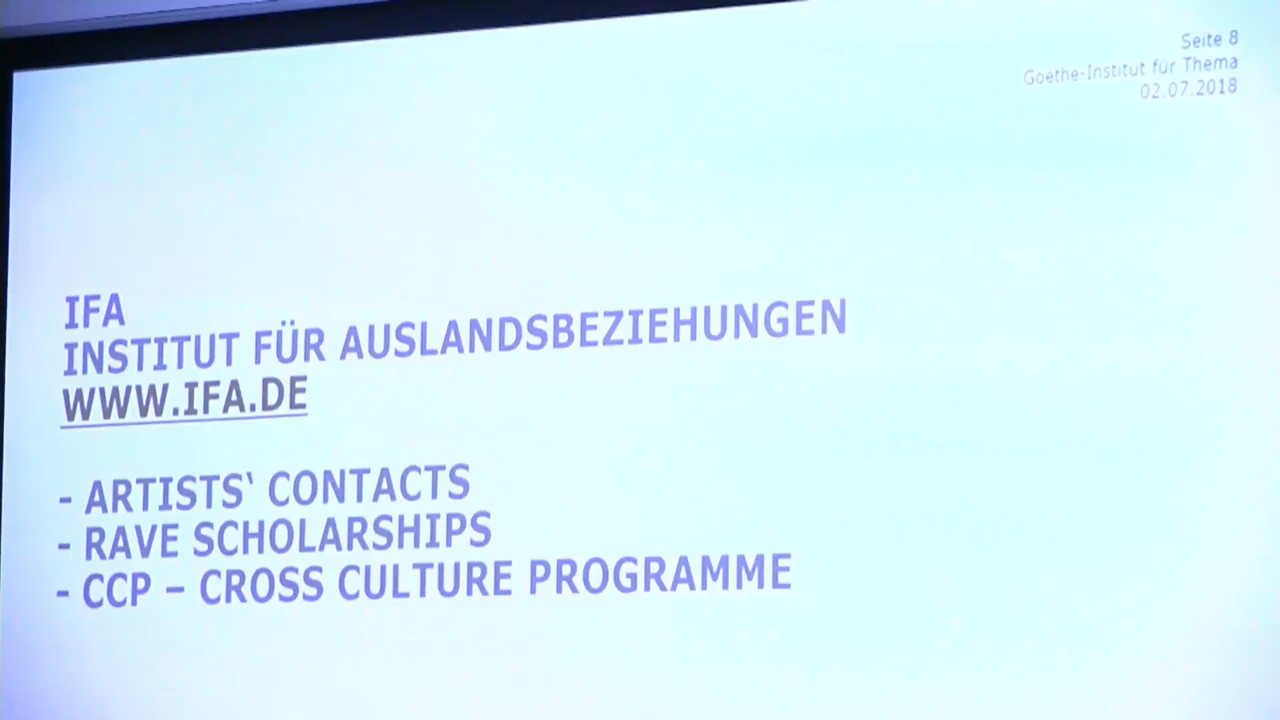 Seite 8
Goethe-Institut für Thema
02.07.2018
IFA
INSTITUT FÜR AUSLANDSBEZIEHUNGEN
WWW.IFA.DE
- ARTISTS‘ CONTACTS
- RAVE SCHOLARSHIPS
- CCP – CROSS CULTURE PROGRAMME